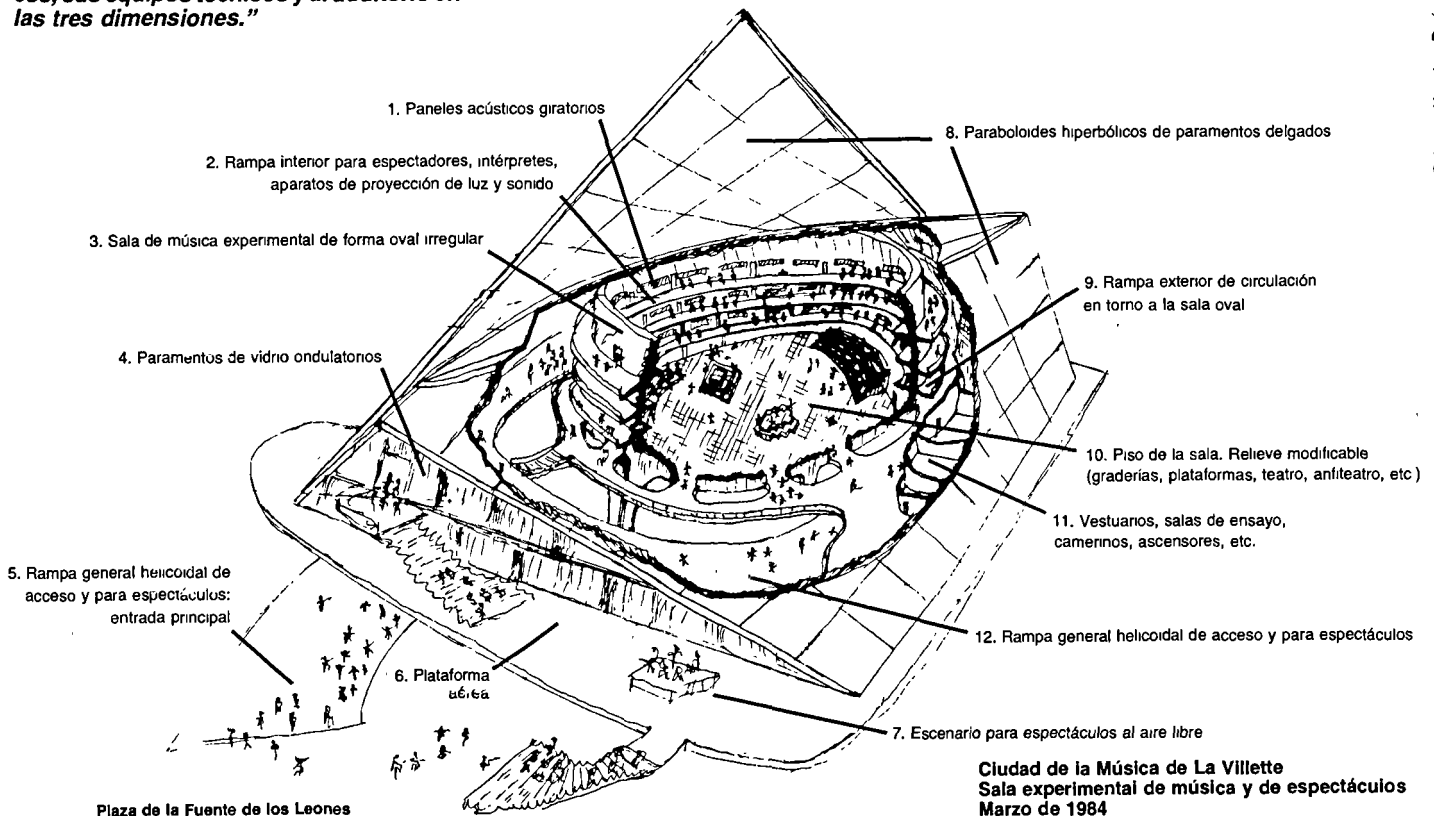 las tres dimensiones.”
1. Paneles acústicos giratorios
2. Rampa interior para espectadores, intérpretes,
aparatos de proyección de luz y sonido
3. Sala de música experimental de forma oval irregular
4. Paramentos de vidrio ondulatorios
5. Rampa general helicoidal de
acceso y para espectáculos:
entrada principal
6. Plataforma
7. Escenario para espectáculos al aire libre
8. Paraboloides hiperbólicos de paramentos delgados
9. Rampa exterior de circulación
en torno a la sala oval
10. Piso de la sala. Relieve modificable
(graderías, plataformas, teatro, anfiteatro, etc )
11. Vestuarios, salas de ensayo,
camerinos, ascensores, etc.
12. Rampa general helicoidal de acceso y para espectáculos
Plaza de la Fuente de los Leones
Ciudad de la Música de La Villette
Sala experimental de música y de espectáculos
Marzo de 1984